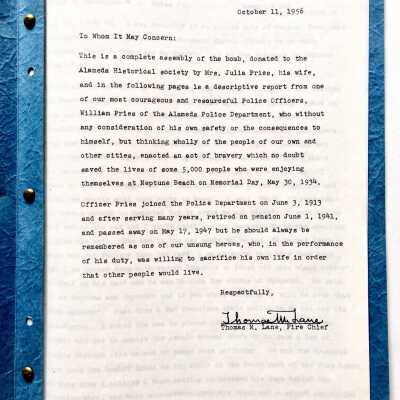 October 11, 1956
To Whom It May Concern:
This is a complete assembly of the bomb, donated to the
Alameda Historical society by Mrs. Julia Fries, his wife,
and in the following pages is a descriptive report from one
of our most courageous and resourceful Police Officers,
William Fries of the Alameda Police Department, who without
any consideration of his own safety or the consequences to
himself, but thinking wholly of the people of our own and
other cities, enacted an act of bravery which no doubt
saved the lives of some 5,000 people who were enjoying
themselves at Neptune Beach on Memorial Day, May 30, 1934.
Officer Fries joined the Police Department on June 3, 1913
and after serving many years, retired on pension June 1, 1941,
and passed away on May 17, 1947 but he should always be
remembered as one of our unsung heroes, who, in the performance
of his duty, was willing to sacrifice his own life in order
that other people would live.
Respectfully,
Thomas M Lane
Thomas M. Lane, Fire Chief